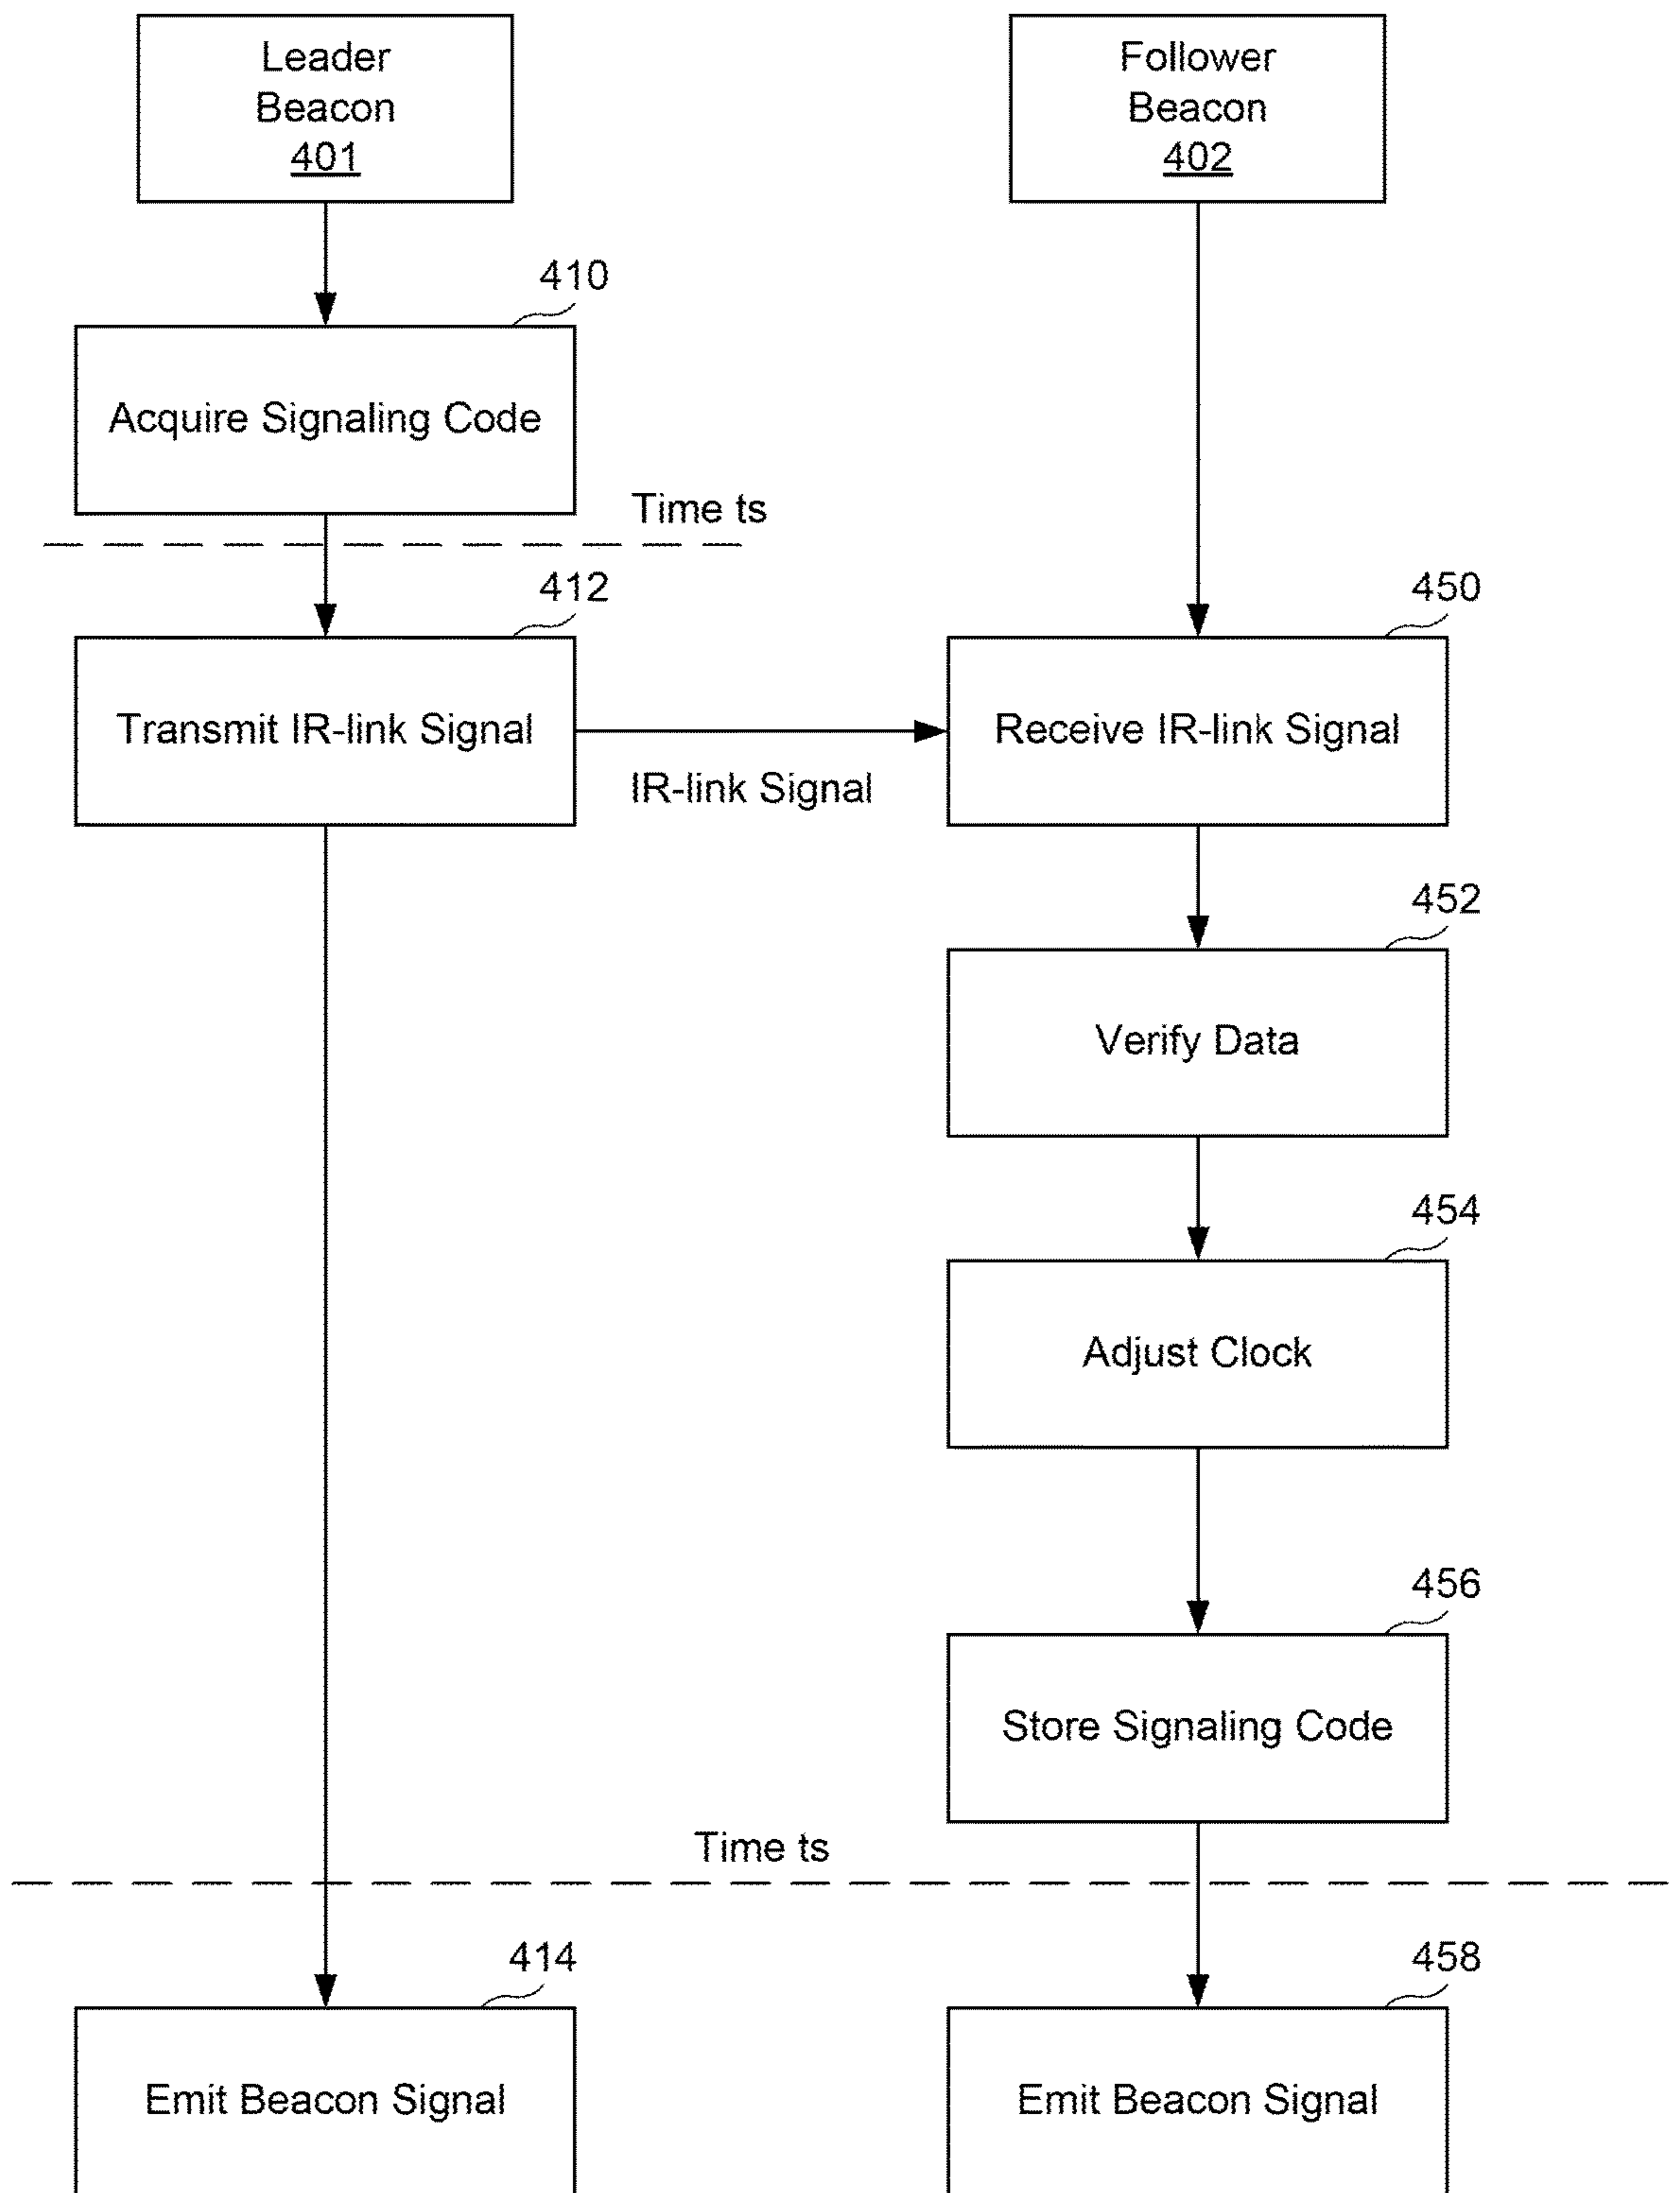 Leader
Beacon
401
Follower
Beacon
402
410
Acquire Signaling Code
Time ts
412
450
Transmit IR-link Signal
Receive IR-link Signal
IR-link Signal
452
Verify Data
454
Adjust Clock
456
Store Signaling Code
Time ts
414
458
Emit Beacon Signal
Emit Beacon Signal